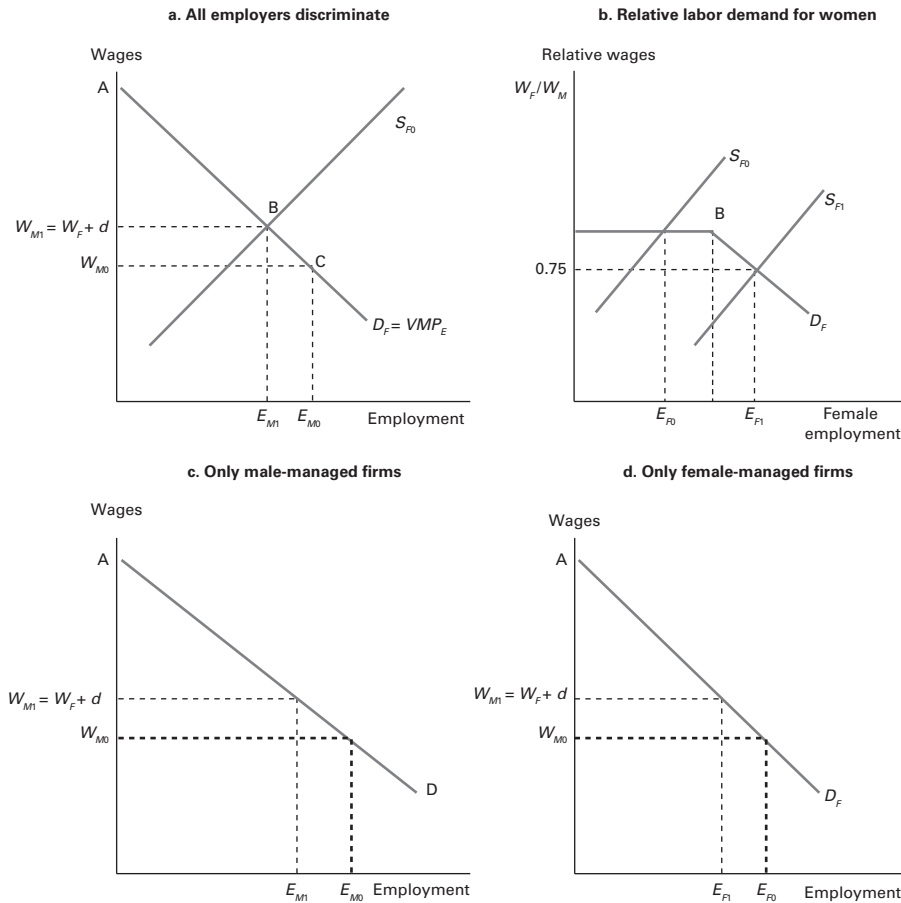 a. All employers discriminate
Wages
A
S_F0
B
W_M1 = W_F + d
W_M0
C
D_F = VMP_E
E_M1 E_M0 Employment
b. Relative labor demand for women
Relative wages
W_F/W_M
S_F0
S_F1
B
0.75
D_F
E_F0 E_F1 Female
employment
c. Only male-managed firms
Wages
A
W_M1 = W_F + d
W_M0
D
E_M1 E_M0 Employment
d. Only female-managed firms
Wages
A
W_M1 = W_F + d
W_M0
D_F
E_F1 E_F0 Employment